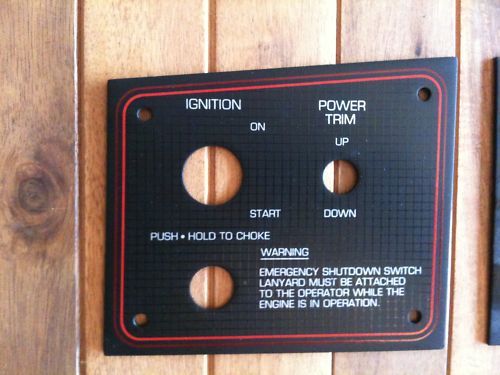 IGNITION
POWER
TRIM
ON
UP
START
DOWN
PUSH • HOLD TO CHOKE
WARNING
EMERGENCY SHUTDOWN SWITCH
LANYARD MUST BE ATTACHED
TO THE OPERATOR WHILE THE
ENGINE IS IN OPERATION.